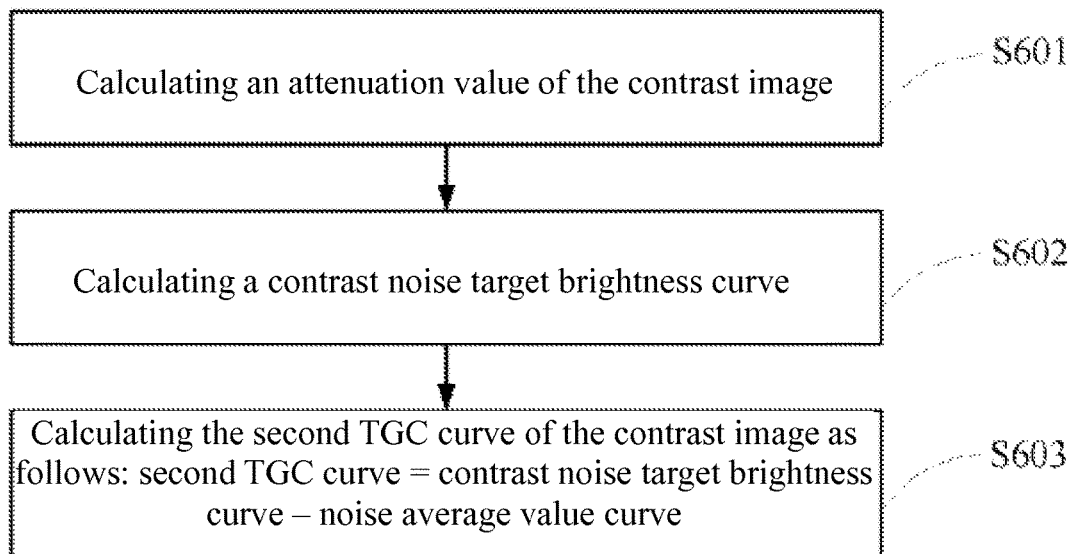 Calculating an attenuation value of the contrast image
S601
Calculating a contrast noise target brightness curve
S602
Calculating the second TGC curve of the contrast image as
follows: second TGC curve = contrast noise target brightness
curve – noise average value curve
S603